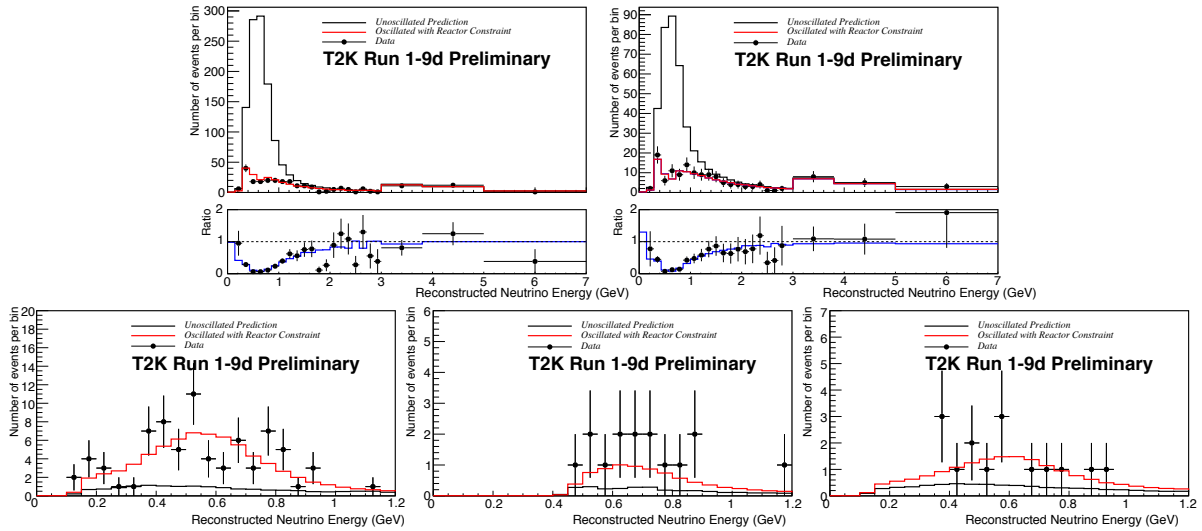 Number of events per bin
300
250
200
150
100
50
0
Unoscillated Prediction
Oscillated with Reactor Constraint
Data
T2K Run 1-9d Preliminary
Ratio
2
1
0
0 1 2 3 4 5 6 7
Reconstructed Neutrino Energy (GeV)
Number of events per bin
90
80
70
60
50
40
30
20
10
0
Unoscillated Prediction
Oscillated with Reactor Constraint
Data
T2K Run 1-9d Preliminary
Ratio
2
1
0
0 1 2 3 4 5 6 7
Reconstructed Neutrino Energy (GeV)
Number of events per bin
20
18
16
14
12
10
8
6
4
2
0
Unoscillated Prediction
Oscillated with Reactor Constraint
Data
T2K Run 1-9d Preliminary
0 0.2 0.4 0.6 0.8 1 1.2
Reconstructed Neutrino Energy (GeV)
Number of events per bin
6
5
4
3
2
1
0
Unoscillated Prediction
Oscillated with Reactor Constraint
Data
T2K Run 1-9d Preliminary
0 0.2 0.4 0.6 0.8 1 1.2
Reconstructed Neutrino Energy (GeV)
Number of events per bin
7
6
5
4
3
2
1
0
Unoscillated Prediction
Oscillated with Reactor Constraint
Data
T2K Run 1-9d Preliminary
0 0.2 0.4 0.6 0.8 1 1.2
Reconstructed Neutrino Energy (GeV)